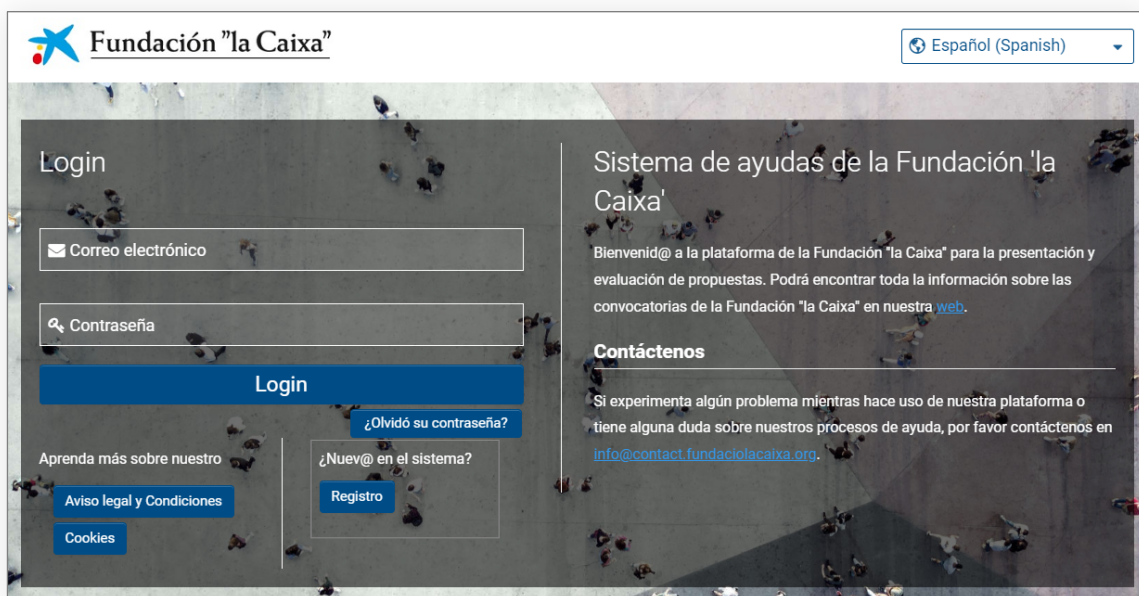 Fundación "la Caixa"
Español (Spanish)
Login
Correo electrónico
Contraseña
Login
¿Olvidó su contraseña?
Aprenda más sobre nuestro
Aviso legal y Condiciones
Cookies
¿Nuev@ en el sistema?
Registro
Sistema de ayudas de la Fundación 'la
Caixa'
Bienvenid@ a la plataforma de la Fundación "la Caixa" para la presentación y
evaluación de propuestas. Podrá encontrar toda la información sobre las
convocatorias de la Fundación "la Caixa" en nuestra web.
Contáctenos
Si experimenta algún problema mientras hace uso de nuestra plataforma o
tiene alguna duda sobre nuestros procesos de ayuda, por favor contáctenos en
info@contact.fundaciolacaixa.org.